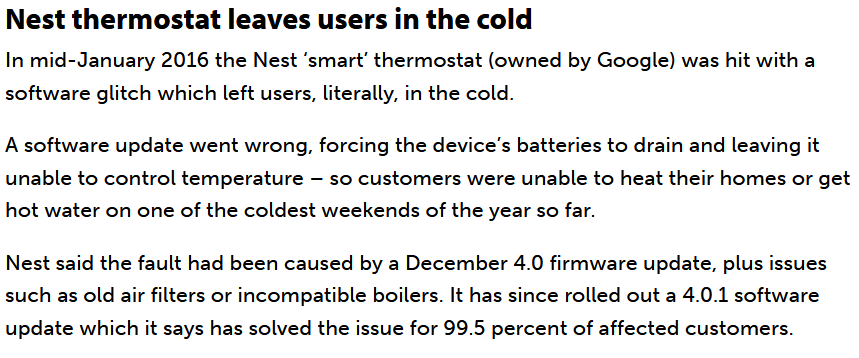 Nest thermostat leaves users in the cold
In mid-January 2016 the Nest ‘smart’ thermostat (owned by Google) was hit with a
software glitch which left users, literally, in the cold.
A software update went wrong, forcing the device’s batteries to drain and leaving it
unable to control temperature – so customers were unable to heat their homes or get
hot water on one of the coldest weekends of the year so far.
Nest said the fault had been caused by a December 4.0 firmware update, plus issues
such as old air filters or incompatible boilers. It has since rolled out a 4.0.1 software
update which it says has solved the issue for 99.5 percent of affected customers.